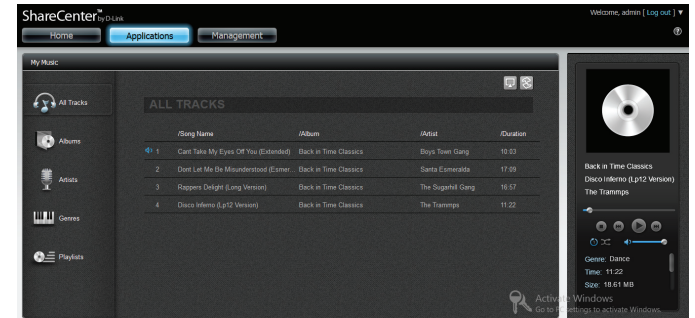 ShareCenter™ by D-Link
Welcome, admin [ Log out ] ▼
Home Applications Management
My Music
All Tracks
Albums
Artists
Genres
Playlists
ALL TRACKS
/Song Name /Album /Artist /Duration
1 Cant Take My Eyes Off You (Extended) Back in Time Classics Boys Town Gang 10:03
2 Dont Let Me Be Misunderstood (Esmer... Back in Time Classics Santa Esmeralda 17:09
3 Rappers Delight (Long Version) Back in Time Classics The Sugarhill Gang 16:57
4 Disco Inferno (Lp12 Version) Back in Time Classics The Trammps 11:22
Back in Time Classics
Disco Inferno (Lp12 Version)
The Trammps
Genre: Dance
Time: 11:22
Size: 18.61 MB
Activate Windows
Go to PC settings to activate Windows.